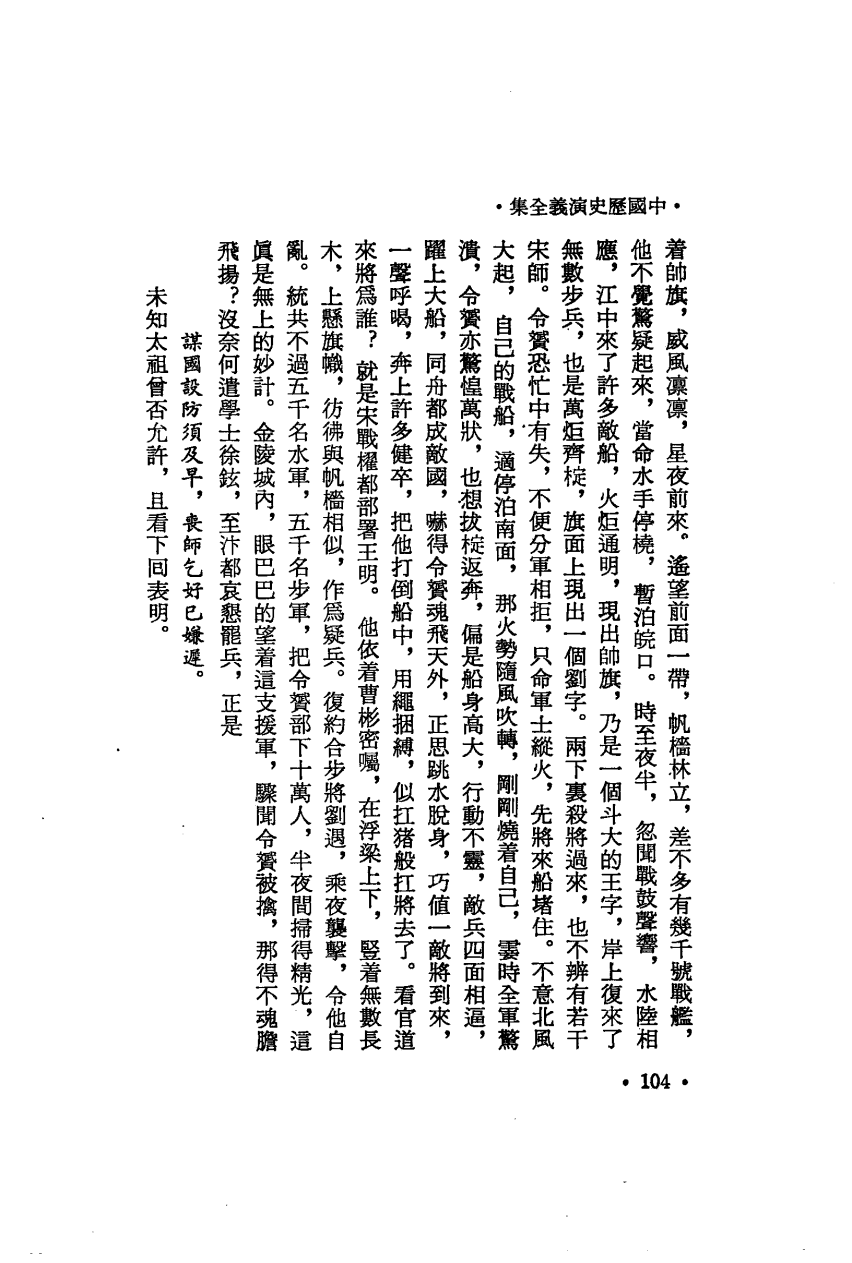 •中國歷史演義全集•
着帥旗，威風凜凜，星夜前來。遙望前面一帶，帆檣林立，差不多有幾千號戰艦，
他不覺驚疑起來，當命水手停橈，暫泊皖口。時至夜半，忽聞戰鼓聲響，水陸相
應，江中來了許多敵船，火炬通明，現出帥旗，乃是一個斗大的王字，岸上復來了
無數步兵，也是萬炬齊椗，旗面上現出一個劉字。兩下裏殺將過來，也不辨有若干
宋師。令贇恐忙中有失，不便分軍相拒，只命軍士縱火，先將來船堵住。不意北風
大起，自己的戰船，適停泊南面，那火勢隨風吹轉，剛剛燒着自己，霎時全軍驚
潰，令贇亦驚惶萬狀，也想拔椗返奔，偏是船身高大，行動不靈，敵兵四面相逼，
躍上大船，同舟都成敵國，嚇得令贇魂飛天外，正思跳水脫身，巧值一敵將到來，
一聲呼喝，奔上許多健卒，把他打倒船中，用繩捆縛，似扛猪般扛將去了。看官道
來將爲誰？就是宋戰櫂都部署王明。他依着曹彬密囑，在浮梁上下，豎着無數長
木，上懸旗幟，彷彿與帆檣相似，作爲疑兵。復約合步將劉遇，乘夜襲擊，令他自
亂。統共不過五千名水軍，五千名步軍，把令贇部下十萬人，半夜間掃得精光，這
眞是無上的妙計。金陵城內，眼巴巴的望着這支援軍，驟聞令贇被擒，那得不魂膽
飛揚？沒奈何遣學士徐鉉，至汴都哀懇罷兵，正是
謀國設防須及早，喪師乞好已嫌遲。
未知太祖曾否允許，且看下囘表明。
•104•